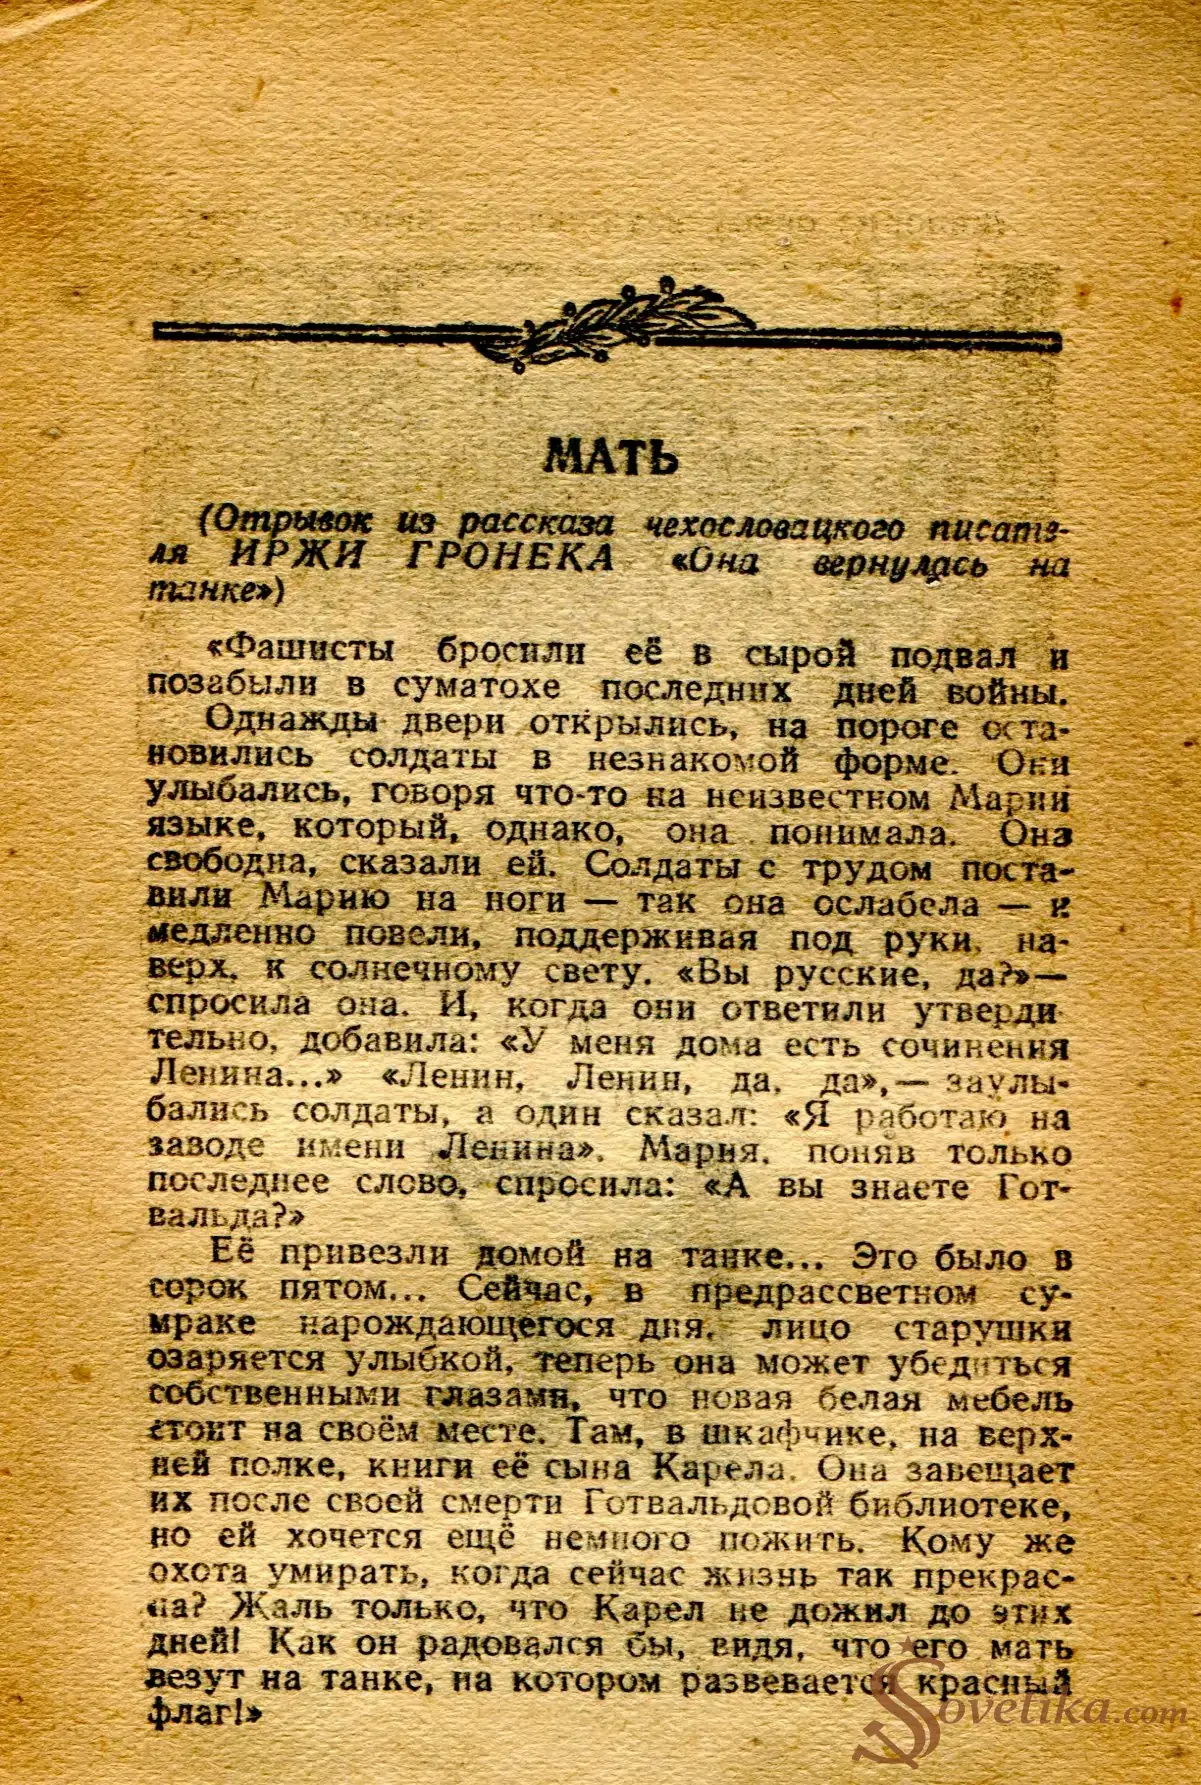 МАТЬ
(Отрывок из рассказа чехословацкого писате-
ля ИРЖИ ГРОНЕКА «Она вернулась на
танке»)
«Фашисты бросили её в сырой подвал и
позабыли в суматохе последних дней войны.
Однажды двери открылись, на пороге оста-
новились солдаты в незнакомой форме. Они
улыбались, говоря что-то на неизвестном Марии
языке, который, однако, она понимала. Она
свободна, сказали ей. Солдаты с трудом поста-
вили Марию на ноги — так она ослабела — и
медленно повели, поддерживая под руки, на-
верх, к солнечному свету. «Вы русские, да?»—
спросила она. И, когда они ответили утверди-
тельно, добавила: «У меня дома есть сочинения
Ленина...» «Ленин, Ленин, да, да»,— заулы-
бались солдаты, а один сказал: «Я работаю на
заводе имени Ленина». Мария, поняв только
последнее слово, спросила: «А вы знаете Гот-
вальда?»
Её привезли домой на танке... Это было в
сорок пятом... Сейчас, в предрассветном су-
мраке нарождающегося дня, лицо старушки
озаряется улыбкой, теперь она может убедиться
собственными глазами, что новая белая мебель
стоит на своём месте. Там, в шкафчике, на верх-
ней полке, книги её сына Карела. Она завещает
их после своей смерти Готвальдовой библиотеке,
но ей хочется ещё немного пожить. Кому же
охота умирать, когда сейчас жизнь так прекрас-
на? Жаль только, что Карел не дожил до этих
дней! Как он радовался бы, видя, что его мать
везут на танке, на котором развевается красный
флаг!»
Sovetika.com